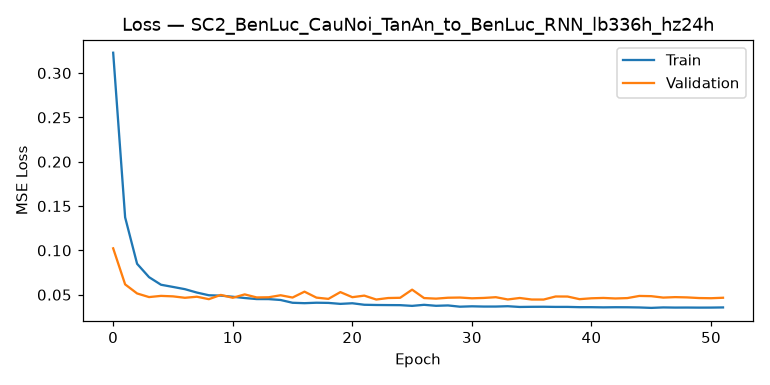 Loss — SC2_BenLuc_CauNoi_TanAn_to_BenLuc_RNN_lb336h_hz24h
Train
Validation
0.30
0.25
0.20
0.15
0.10
0.05
MSE Loss
0 10 20 30 40 50
Epoch